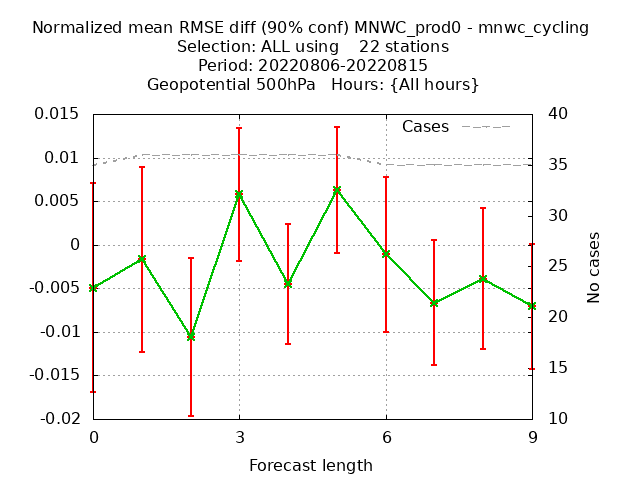 Normalized mean RMSE diff (90% conf) MNWC_prod0 - mnwc_cycling
Selection: ALL using    22 stations
Period: 20220806-20220815
Geopotential 500hPa   Hours: {All hours}
0.015
0.01
0.005
0
-0.005
-0.01
-0.015
-0.02
Cases
40
35
30
25
20
15
10
No cases
0
3
6
9
Forecast length